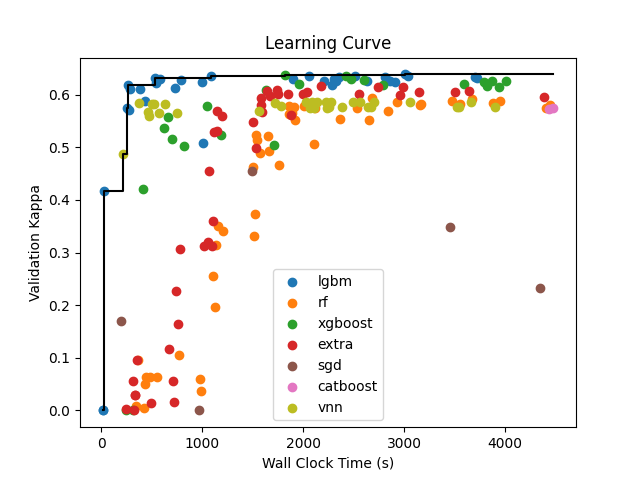 Learning Curve
Validation Kappa
0.6
0.5
0.4
0.3
0.2
0.1
0.0
lgbm
rf
xgboost
extra
sgd
catboost
vnn
0 1000 2000 3000 4000
Wall Clock Time (s)